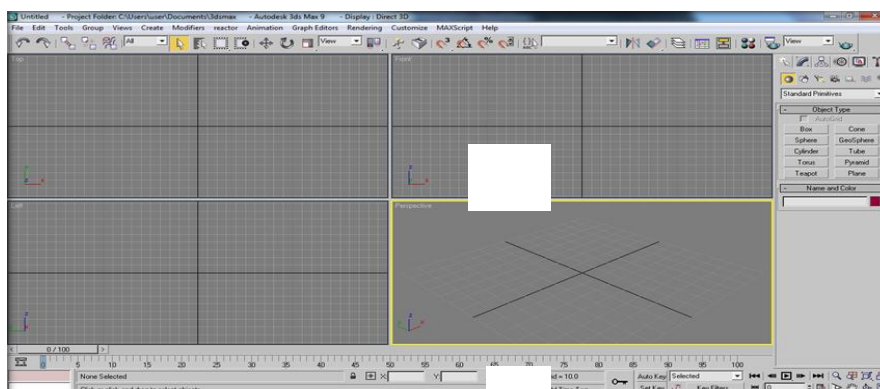 Untitled - Project Folder: C:\Users\user\Documents\3dsmax - Autodesk 3ds Max 9 - Display : Direct 3D
File Edit Tools Group Views Create Modifiers reactor Animation Graph Editors Rendering Customize MAXScript Help
All View View
Top Front
Standard Primitives
- Object Type
AutoGrid
Box Cone
Sphere GeoSphere
Cylinder Tube
Torus Pyramid
Teapot Plane
- Name and Color
Left Perspective
0 / 100
0 5 10 15 20 25 30 35 40 45 50 55 60 65 70 75 80 85 90 95 100
None Selected X Y = 10.0 Auto Key Selected
Set Key Key Filters 0